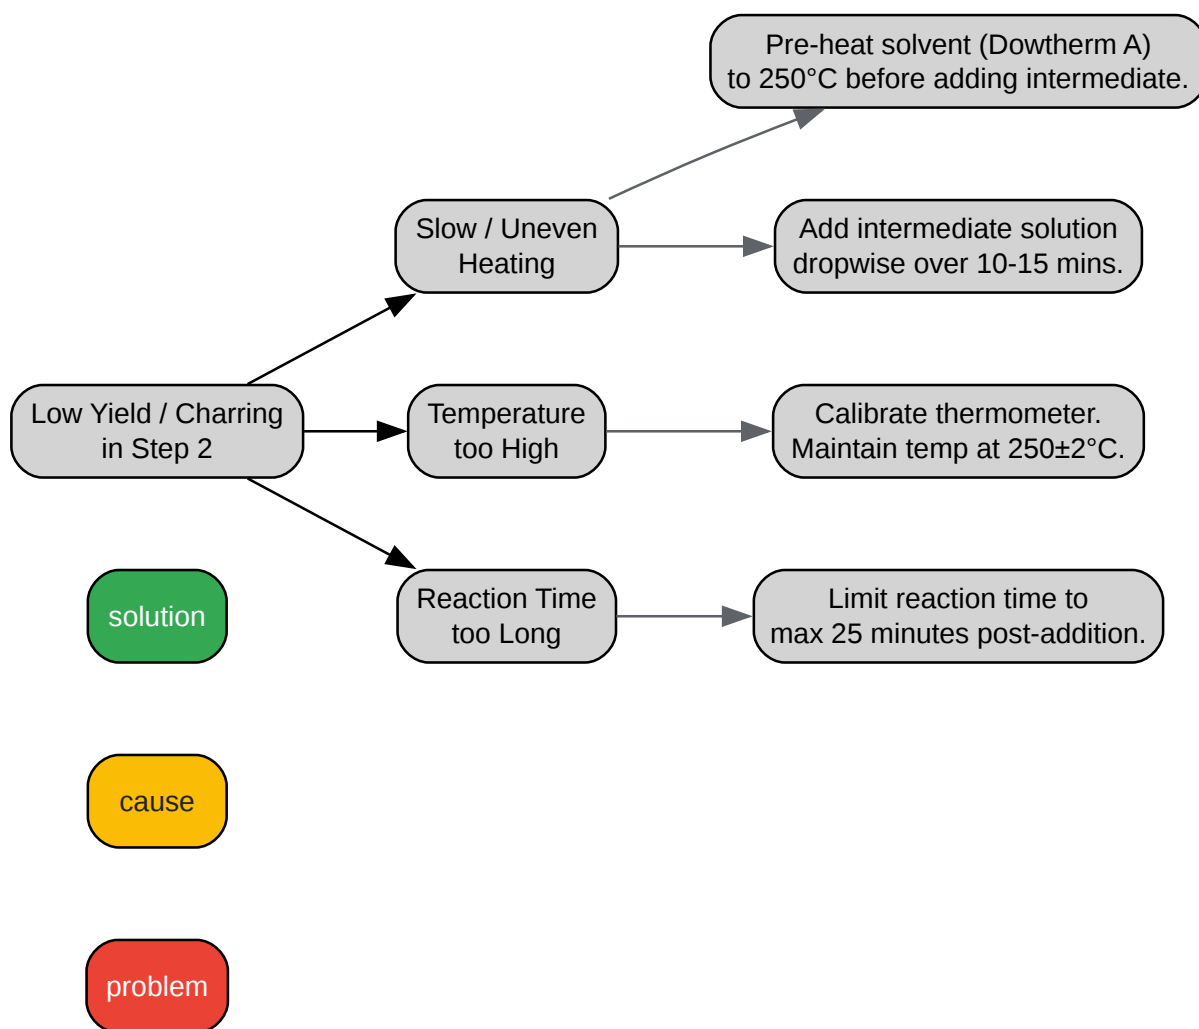 Pre-heat solvent (Dowtherm A)
to 250°C before adding intermediate.
Slow / Uneven
Heating
Add intermediate solution
dropwise over 10-15 mins.
Low Yield / Charring
in Step 2
Temperature
too High
Calibrate thermometer.
Maintain temp at 250±2°C.
solution
Reaction Time
too Long
Limit reaction time to
max 25 minutes post-addition.
cause
problem